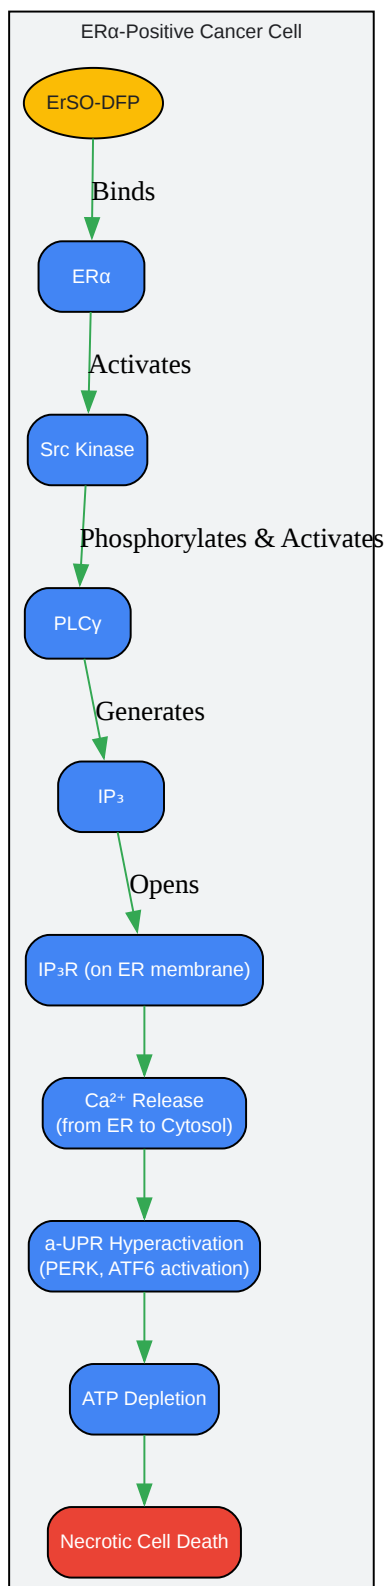 ERα-Positive Cancer Cell
ErSO-DFP
Binds
ERα
Activates
Src Kinase
Phosphorylates & Activates
PLCγ
Generates
IP₃
Opens
IP₃R (on ER membrane)
Ca²⁺ Release
(from ER to Cytosol)
a-UPR Hyperactivation
(PERK, ATF6 activation)
ATP Depletion
Necrotic Cell Death